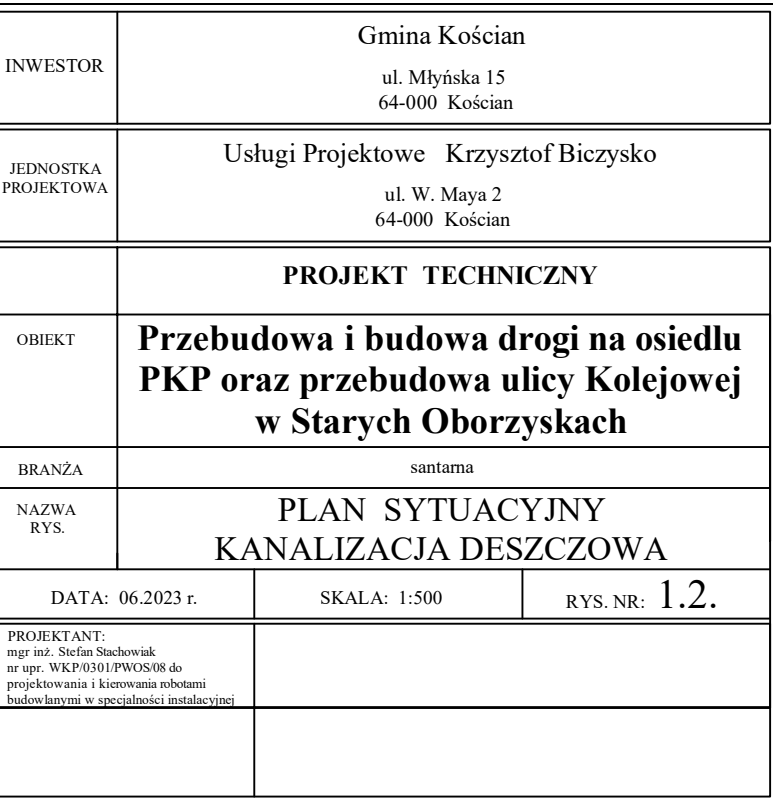 INWESTOR
Gmina Kościan
ul. Młyńska 15
64-000 Kościan
JEDNOSTKA
PROJEKTOWA
Usługi Projektowe Krzysztof Biczysko
ul. W. Maya 2
64-000 Kościan
PROJEKT TECHNICZNY
OBIEKT
Przebudowa i budowa drogi na osiedlu
PKP oraz przebudowa ulicy Kolejowej
w Starych Oborzyskach
BRANŻA
santarna
NAZWA
RYS.
PLAN SYTUACYJNY
KANALIZACJA DESZCZOWA
DATA: 06.2023 r.
SKALA: 1:500
RYS. NR: 1.2.
PROJEKTANT:
mgr inż. Stefan Stachowiak
nr upr. WKP/0301/PWOS/08 do
projektowania i kierowania robotami
budowlanymi w specjalności instalacyjnej